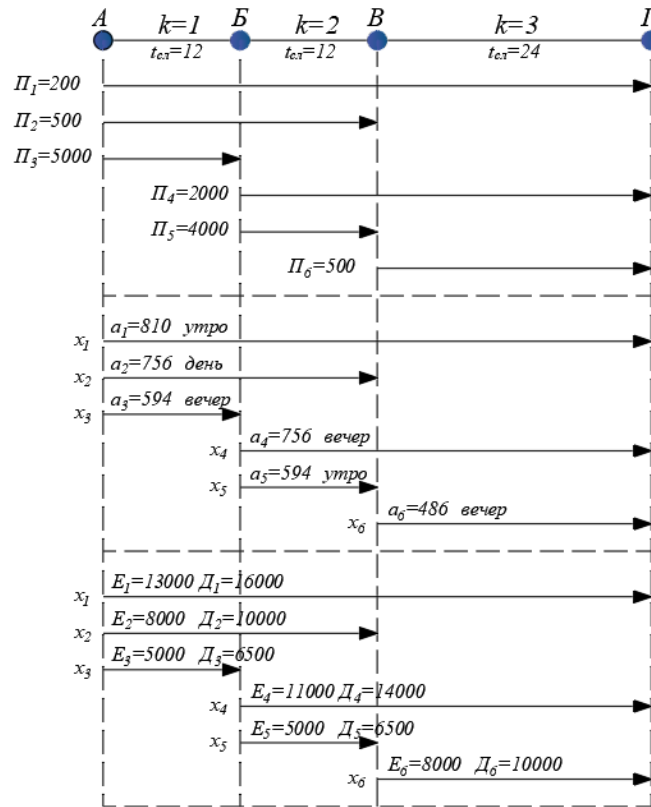 А k=1 Б k=2 В k=3 Г
tсл=12 tсл=12 tсл=24
П1=200
П2=500
П3=5000
П4=2000
П5=4000
П6=500
a1=810 утро
x1
a2=756 день
x2
a3=594 вечер
x3
a4=756 вечер
x4
a5=594 утро
x5
a6=486 вечер
x6
E1=13000 Д1=16000
x1
E2=8000 Д2=10000
x2
E3=5000 Д3=6500
x3
E4=11000 Д4=14000
x4
E5=5000 Д5=6500
x5
E6=8000 Д6=10000
x6